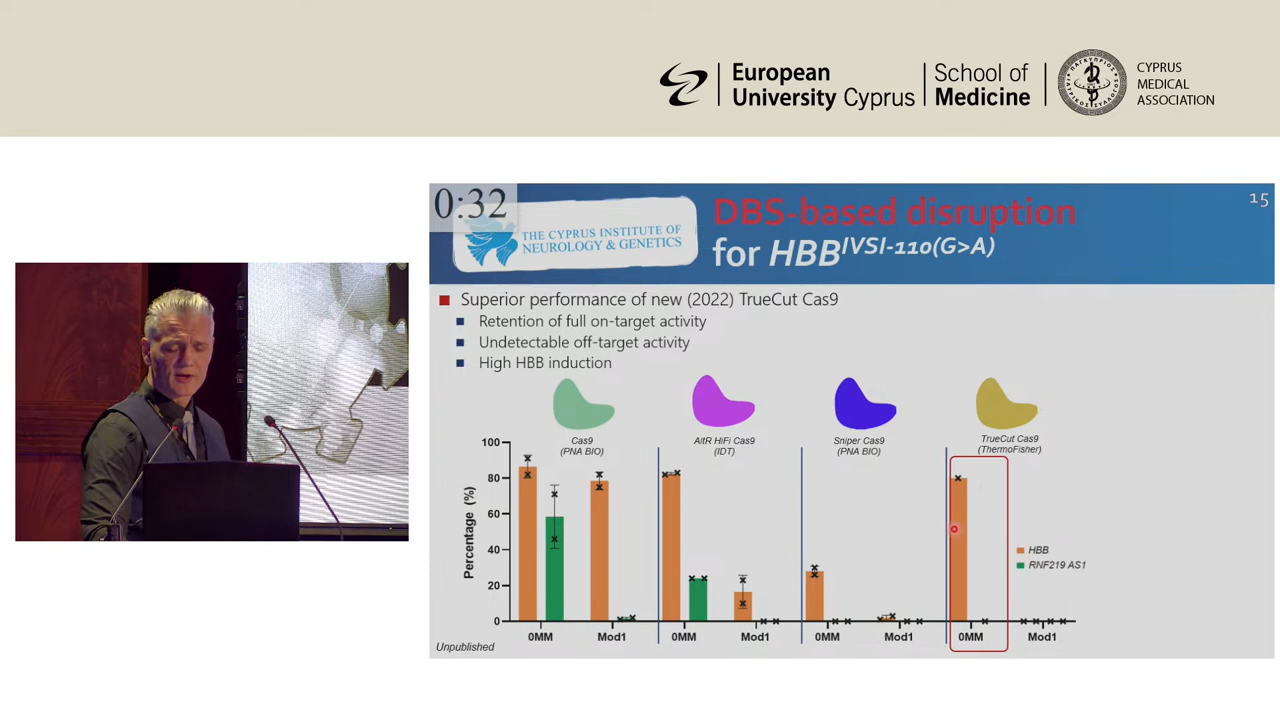 European
University Cyprus
School of
Medicine
CYPRUS
MEDICAL
ASSOCIATION
0:32
THE CYPRUS INSTITUTE OF
NEUROLOGY & GENETICS
DBS-based disruption
for HBB^IVSI-110(G>A)
15
Superior performance of new (2022) TrueCut Cas9
Retention of full on-target activity
Undetectable off-target activity
High HBB induction
Cas9
(PNA BIO)
AltR HiFi Cas9
(IDT)
Sniper Cas9
(PNA BIO)
TrueCut Cas9
(ThermoFisher)
Percentage (%)
100
80
60
40
20
0
HBB
RNF219 AS1
0MM Mod1 0MM Mod1 0MM Mod1 0MM Mod1
Unpublished